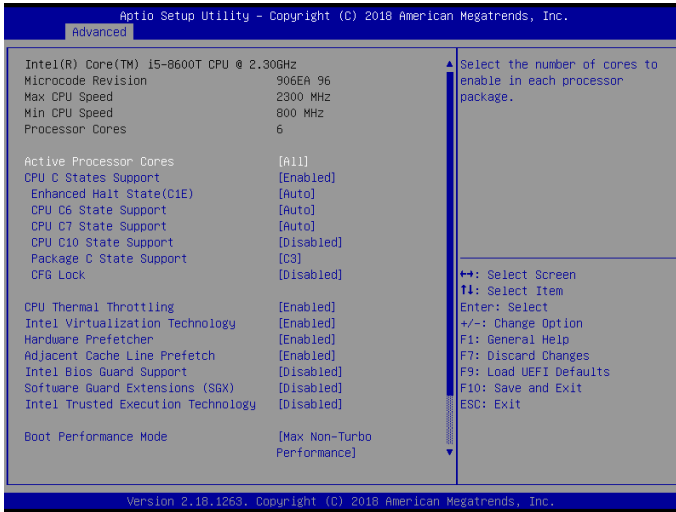 Aptio Setup Utility – Copyright (C) 2018 American Megatrends, Inc.
Advanced
Intel(R) Core(TM) i5-8600T CPU @ 2.30GHz
Microcode Revision 906EA 96
Max CPU Speed 2300 MHz
Min CPU Speed 800 MHz
Processor Cores 6
Active Processor Cores [All]
CPU C States Support [Enabled]
Enhanced Halt State(C1E) [Auto]
CPU C6 State Support [Auto]
CPU C7 State Support [Auto]
CPU C10 State Support [Disabled]
Package C State Support [C3]
CFG Lock [Disabled]
CPU Thermal Throttling [Enabled]
Intel Virtualization Technology [Enabled]
Hardware Prefetcher [Enabled]
Adjacent Cache Line Prefetch [Enabled]
Intel Bios Guard Support [Disabled]
Software Guard Extensions (SGX) [Disabled]
Intel Trusted Execution Technology [Disabled]
Boot Performance Mode [Max Non-Turbo
Performance]
Select the number of cores to
enable in each processor
package.
↔: Select Screen
↑↓: Select Item
Enter: Select
+/-: Change Option
F1: General Help
F7: Discard Changes
F9: Load UEFI Defaults
F10: Save and Exit
ESC: Exit
Version 2.18.1263. Copyright (C) 2018 American Megatrends, Inc.